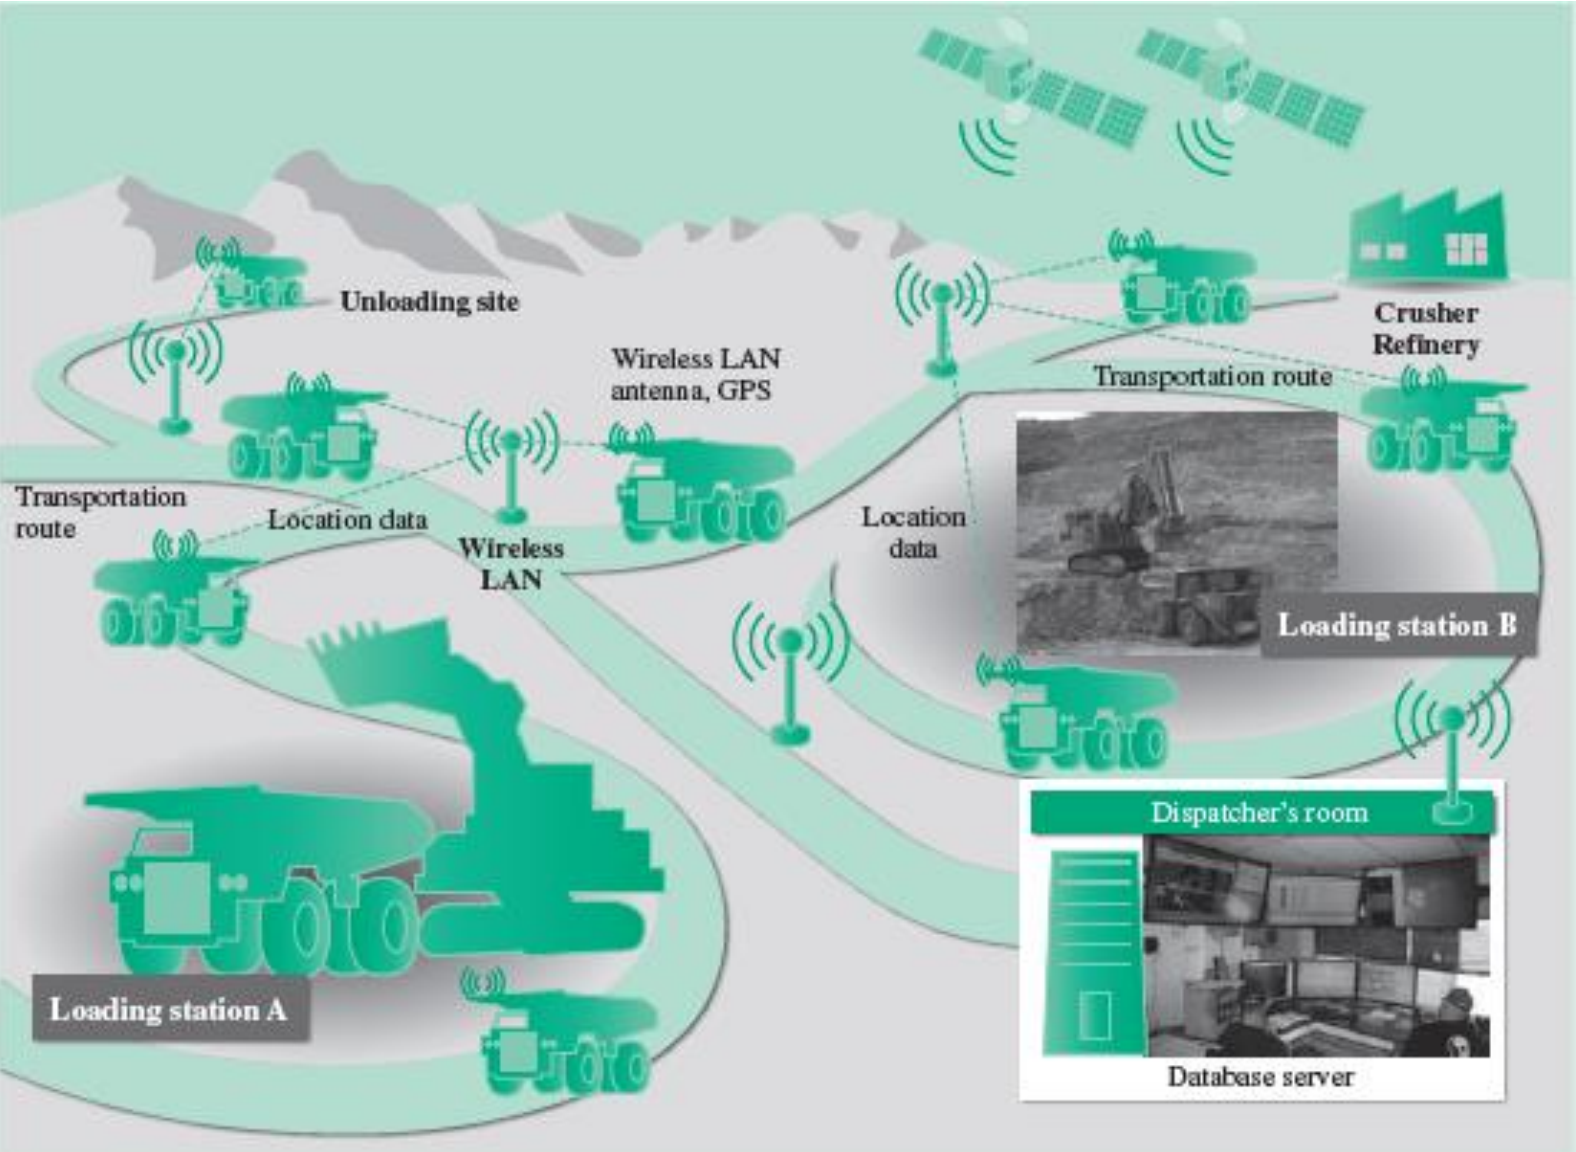 Unloading site
Crusher
Refinery
Wireless LAN
antenna, GPS
Transportation route
Transportation
route
Location data
Location
data
Wireless
LAN
Loading station B
Dispatcher's room
Loading station A
Database server